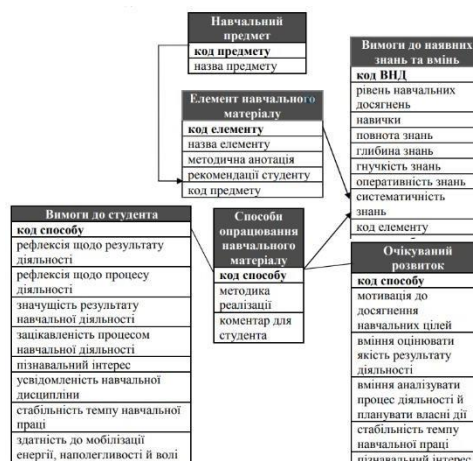 Навчальний
предмет
код предмету
назва предмету
Елемент навчального
матеріалу
код елементу
назва елементу
методична анотація
рекомендації студенту
код предмету
Вимоги до наявних
знань та вмінь
код ВНД
рівень навчальних
досягнень
навички
повнота знань
глибина знань
гнучкість знань
оперативність знань
систематичність
знань
код елементу
Вимоги до студента
код способу
рефлексія щодо результату
діяльності
рефлексія щодо процесу
діяльності
значущість результату
навчальної діяльності
зацікавленість процесом
навчальної діяльності
пізнавальний інтерес
усвідомленість навчальної
дисципліни
стабільність темпу навчальної
праці
здатність до мобілізації
енергії, наполегливості й волі
Способи
опрацювання
навчального
матеріалу
код способу
методика
реалізації
коментар для
студента
Очікуваний
розвиток
код способу
мотивація до
досягнення
навчальних цілей
вміння оцінювати
якість результату
діяльності
вміння аналізувати
процес діяльності й
планувати власні дії
стабільність темпу
навчальної праці
пізнавальний інтерес